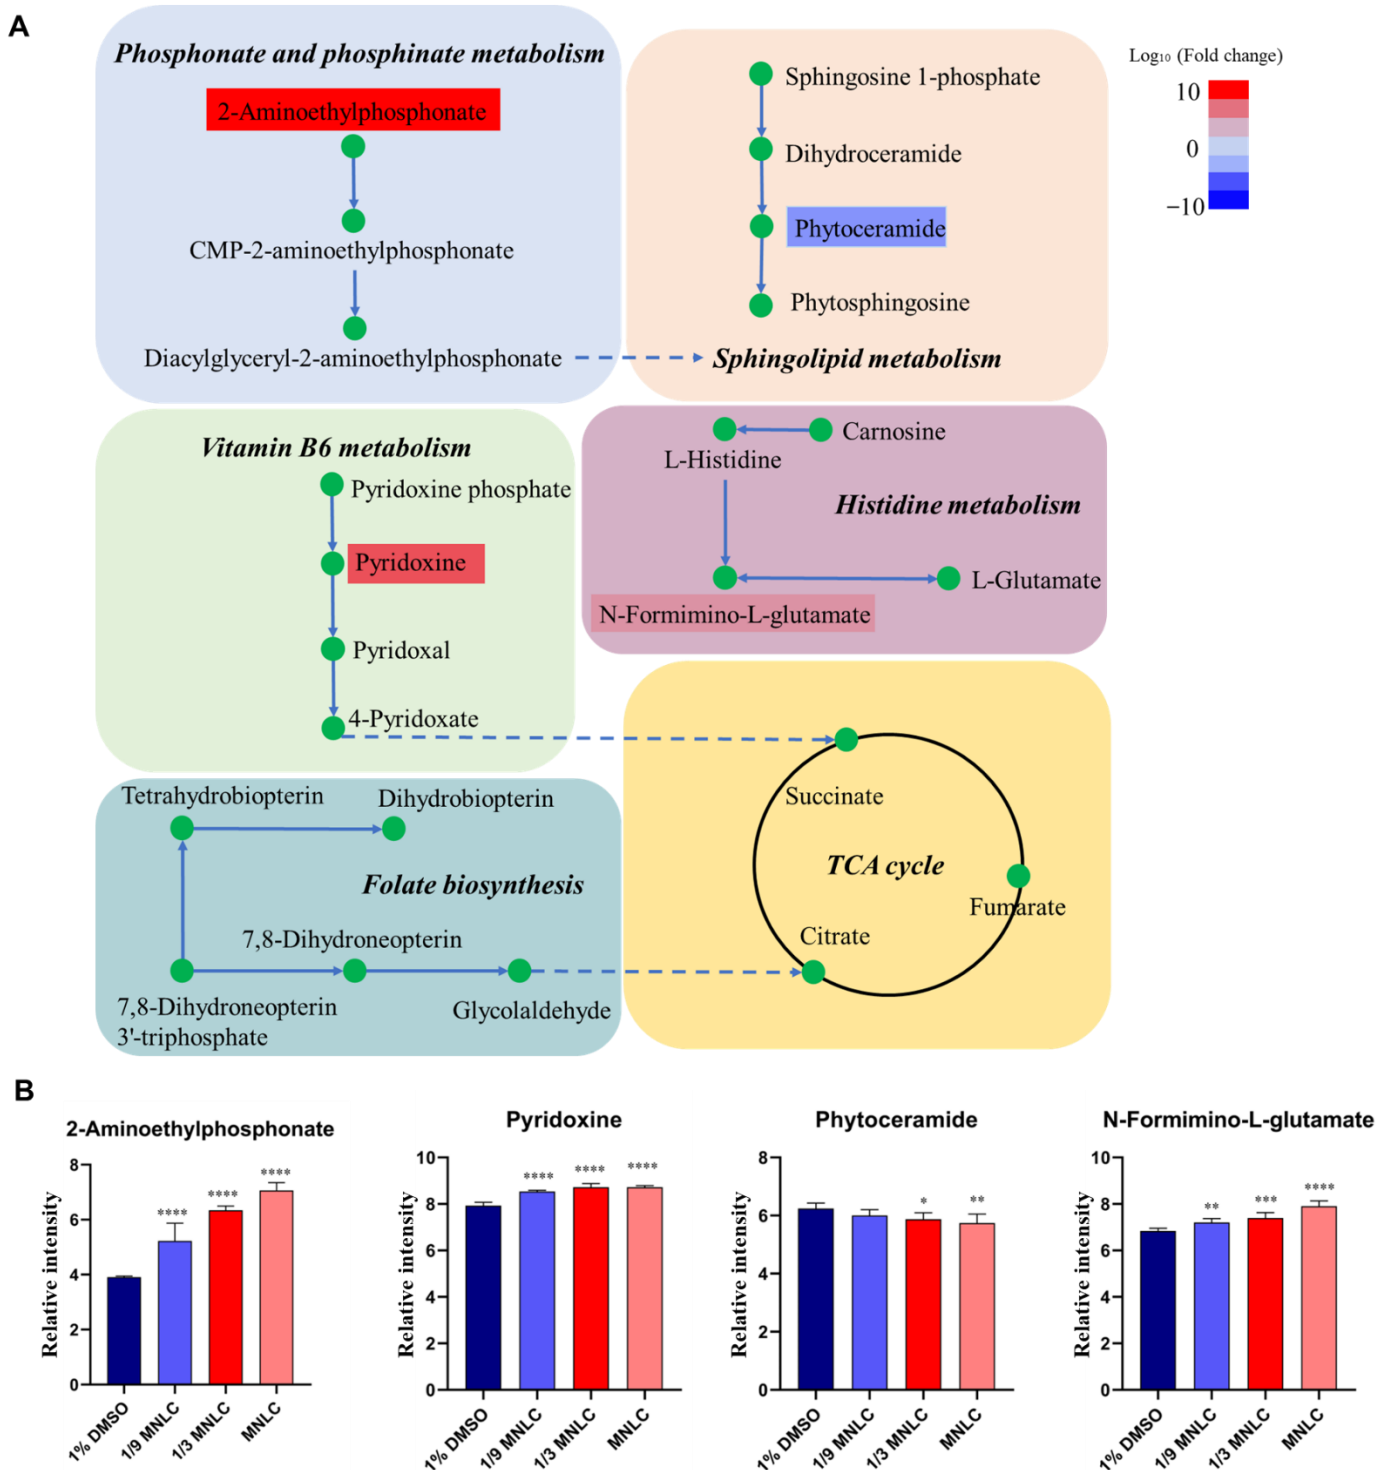 A
Phosphonate and phosphinate metabolism
2-Aminoethylphosphonate
CMP-2-aminoethylphosphonate
Diacylglyceryl-2-aminoethylphosphonate
Sphingosine 1-phosphate
Dihydroceramide
Phytoceramide
Phytosphingosine
Sphingolipid metabolism
Log₁₀ (Fold change)
10
0
−10
Vitamin B6 metabolism
Pyridoxine phosphate
Pyridoxine
Pyridoxal
4-Pyridoxate
Carnosine
L-Histidine
Histidine metabolism
L-Glutamate
N-Formimino-L-glutamate
Tetrahydrobiopterin
Dihydrobiopterin
Folate biosynthesis
7,8-Dihydroneopterin
7,8-Dihydroneopterin
3'-triphosphate
Glycolaldehyde
Succinate
TCA cycle
Fumarate
Citrate
B
2-Aminoethylphosphonate
Relative intensity
8
6
4
2
0
****
****
****
1% DMSO
1/9 MNLC
1/3 MNLC
MNLC
Pyridoxine
Relative intensity
10
8
6
4
2
0
****
****
****
1% DMSO
1/9 MNLC
1/3 MNLC
MNLC
Phytoceramide
Relative intensity
8
6
4
2
0
*
**
1% DMSO
1/9 MNLC
1/3 MNLC
MNLC
N-Formimino-L-glutamate
Relative intensity
10
8
6
4
2
0
**
***
****
1% DMSO
1/9 MNLC
1/3 MNLC
MNLC